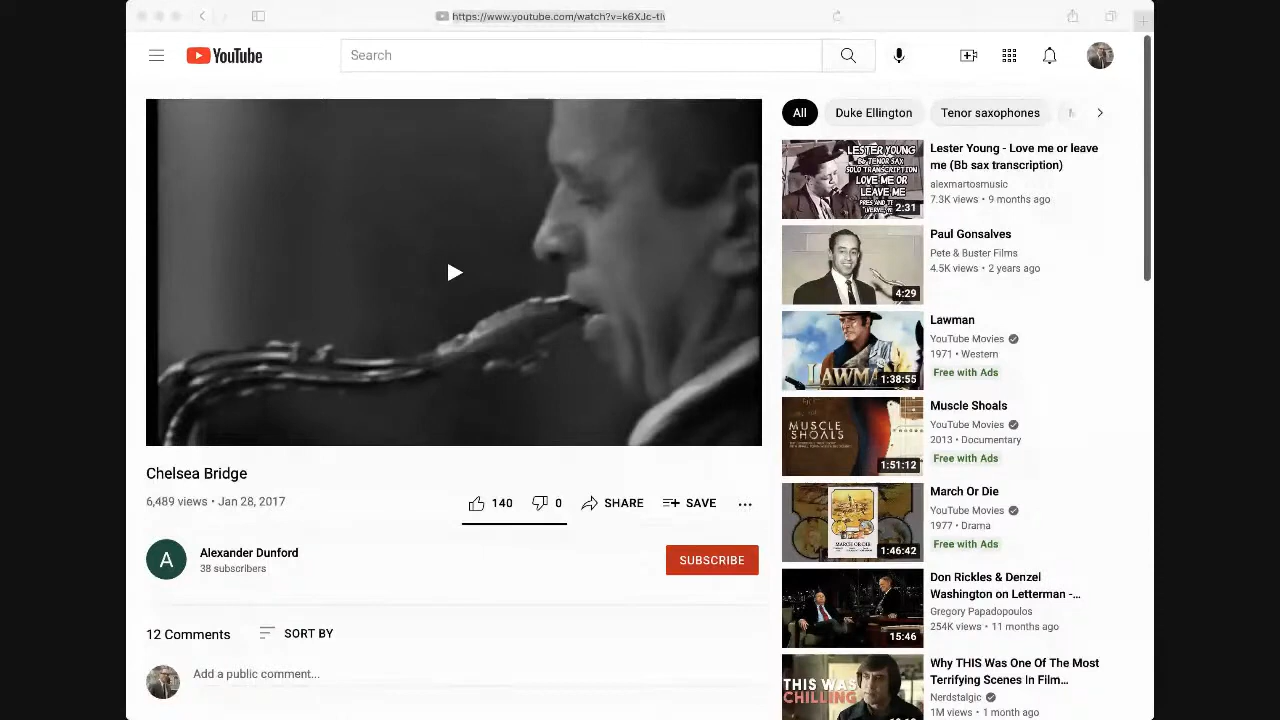 https://www.youtube.com/watch?v=k6XJc-tI
YouTube
Search
All
Duke Ellington
Tenor saxophones
Chelsea Bridge
6,489 views • Jan 28, 2017
140
0
SHARE
SAVE
A
Alexander Dunford
38 subscribers
SUBSCRIBE
12 Comments
SORT BY
Add a public comment...
LESTER YOUNG
Bb TENOR SAX
SOLO TRANSCRIPTION
LOVE ME OR
LEAVE ME
2:31
Lester Young - Love me or leave
me (Bb sax transcription)
alexmartosmusic
7.3K views • 9 months ago
4:29
Paul Gonsalves
Pete & Buster Films
4.5K views • 2 years ago
LAWMAN
1:38:55
Lawman
YouTube Movies
1971 • Western
Free with Ads
MUSCLE
SHOALS
1:51:12
Muscle Shoals
YouTube Movies
2013 • Documentary
Free with Ads
MARCH OR DIE
1:46:42
March Or Die
YouTube Movies
1977 • Drama
Free with Ads
15:46
Don Rickles & Denzel
Washington on Letterman -...
Gregory Papadopoulos
254K views • 11 months ago
THIS WAS
CHILLING
Why THIS Was One Of The Most
Terrifying Scenes In Film...
Nerdstalgic
1M views • 1 month ago